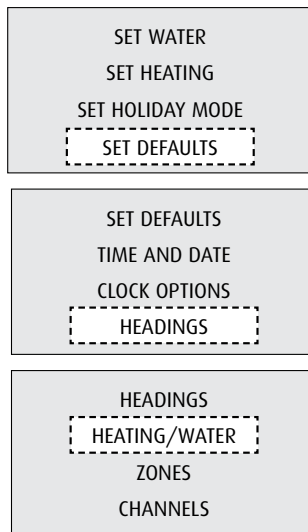 SET WATER
SET HEATING
SET HOLIDAY MODE
SET DEFAULTS
SET DEFAULTS
TIME AND DATE
CLOCK OPTIONS
HEADINGS
HEADINGS
HEATING/WATER
ZONES
CHANNELS